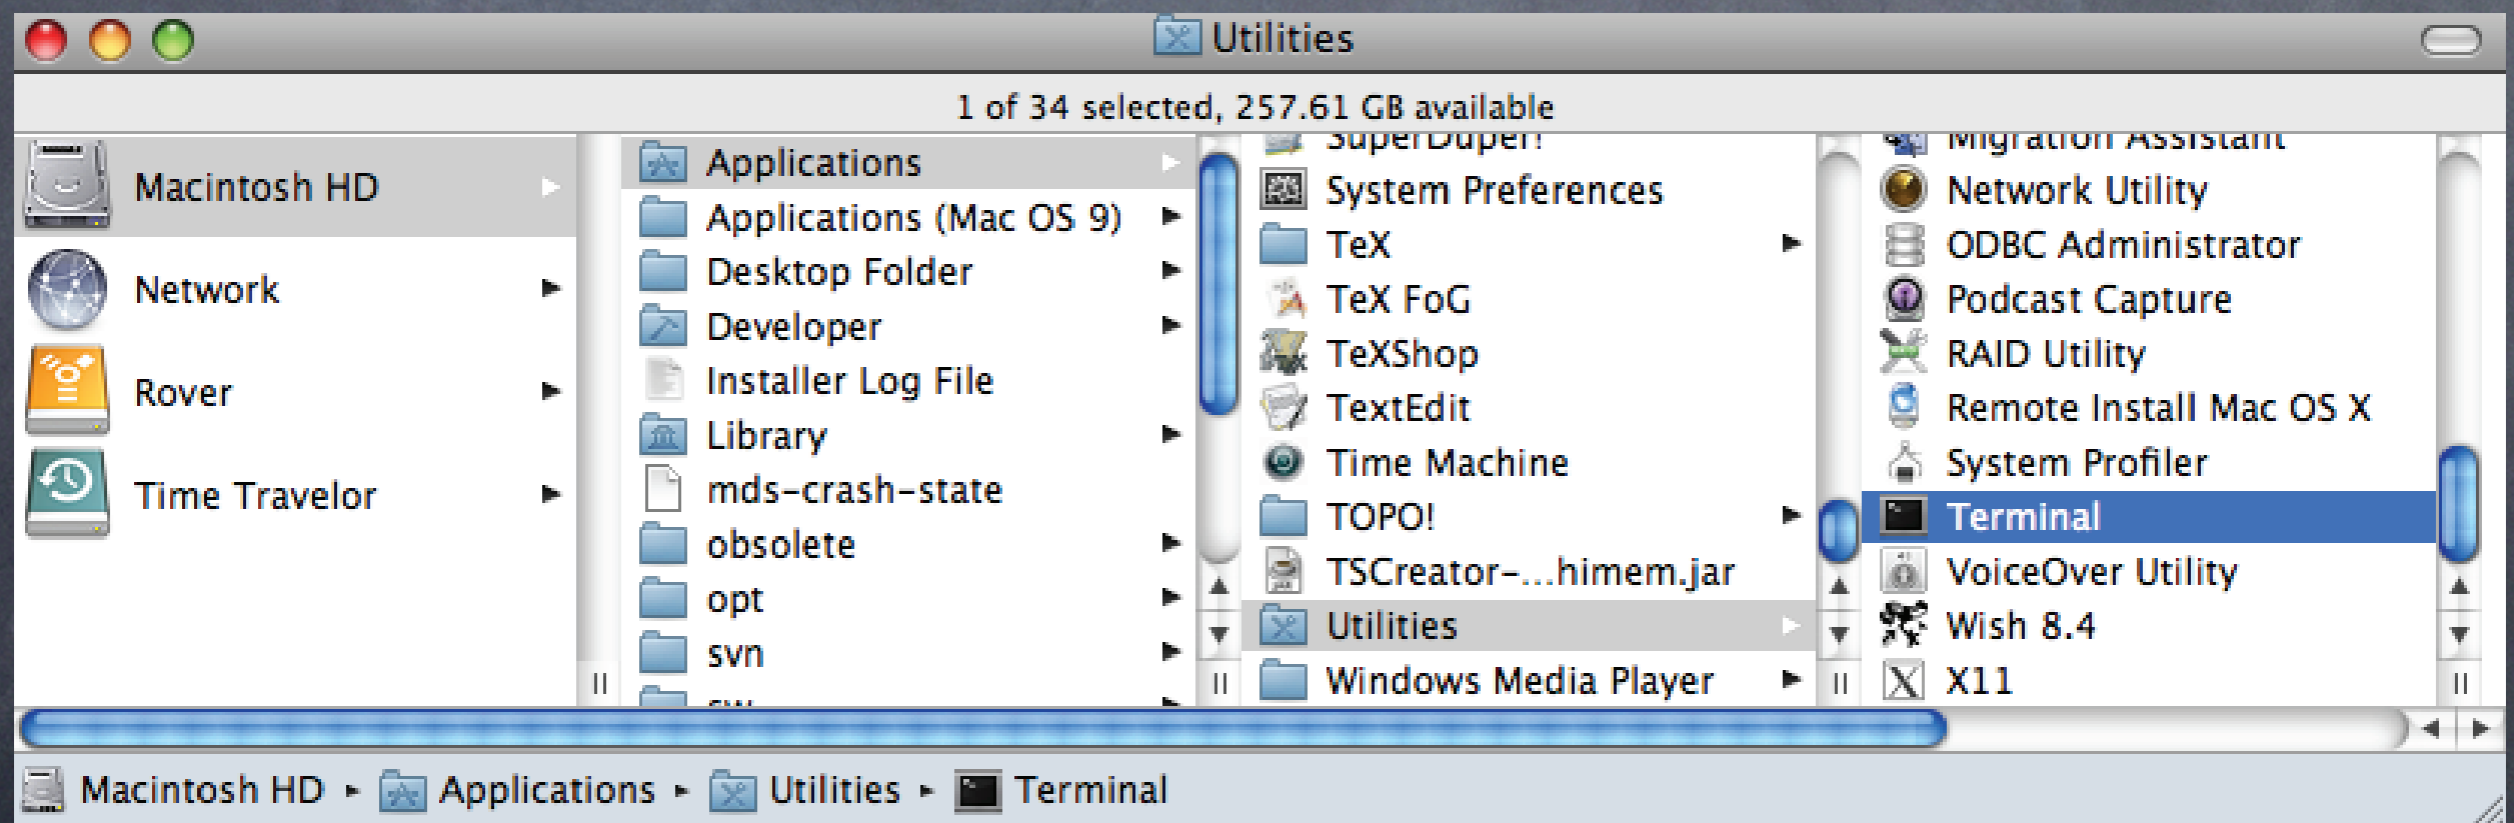 Utilities
1 of 34 selected, 257.61 GB available
Macintosh HD
Network
Rover
Time Travelor
Applications
Applications (Mac OS 9)
Desktop Folder
Developer
Installer Log File
Library
mds-crash-state
obsolete
opt
svn
sw
SuperDuper!
System Preferences
TeX
TeX FoG
TeXShop
TextEdit
Time Machine
TOPO!
TSCreator-...himem.jar
Utilities
Windows Media Player
Migration Assistant
Network Utility
ODBC Administrator
Podcast Capture
RAID Utility
Remote Install Mac OS X
System Profiler
Terminal
VoiceOver Utility
Wish 8.4
X11
Macintosh HD ▸ Applications ▸ Utilities ▸ Terminal